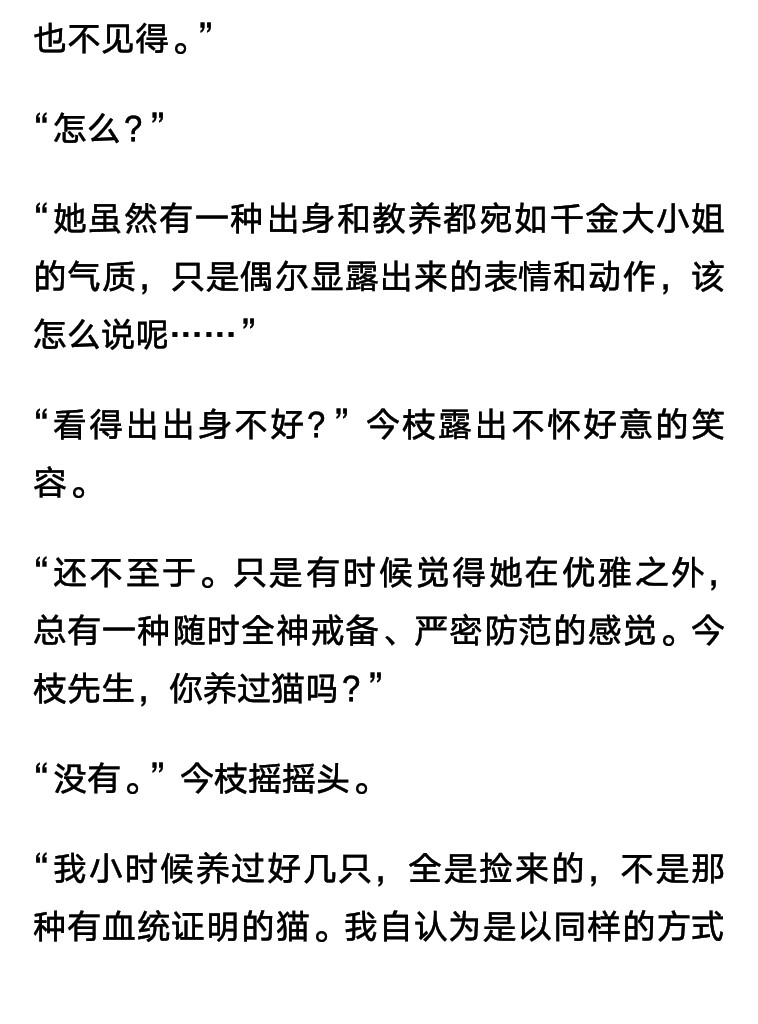 也不见得。”
“怎么？”
“她虽然有一种出身和教养都宛如千金大小姐
的气质，只是偶尔显露出来的表情和动作，该
怎么说呢……”
“看得出出身不好？”今枝露出不怀好意的笑
容。
“还不至于。只是有时候觉得她在优雅之外，
总有一种随时全神戒备、严密防范的感觉。今
枝先生，你养过猫吗？”
“没有。”今枝摇摇头。
“我小时候养过好几只，全是捡来的，不是那
种有血统证明的猫。我自认为是以同样的方式